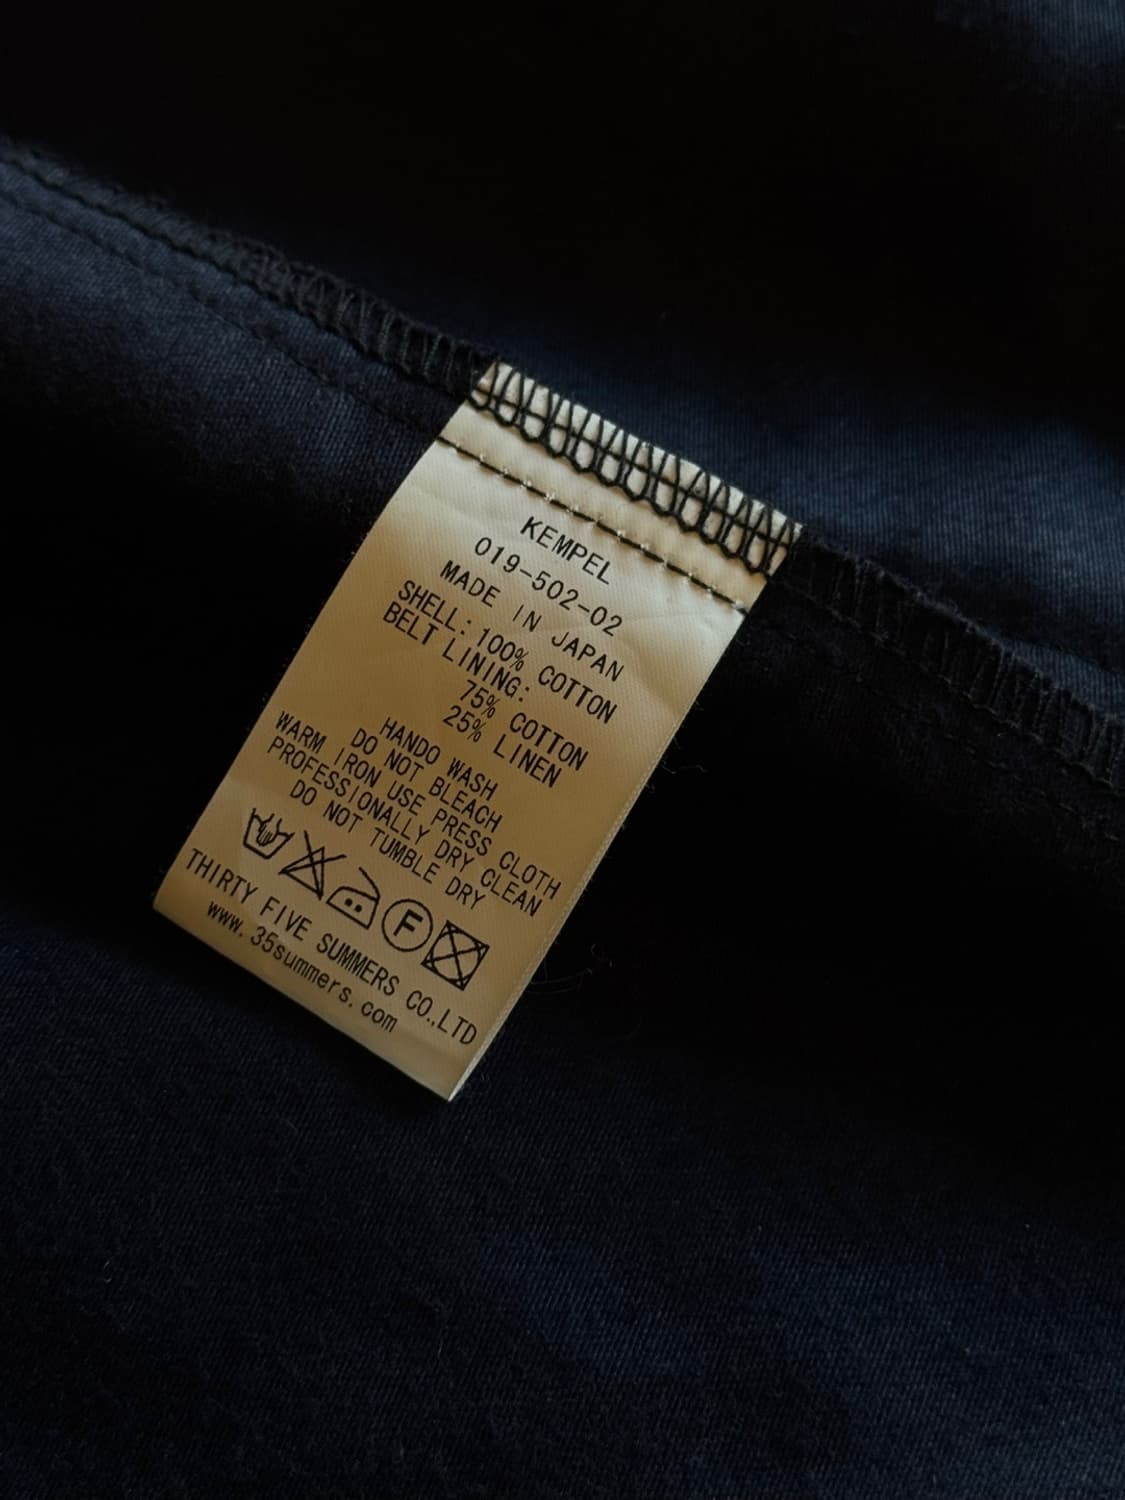 KEMPEL
019-502-02
MADE IN JAPAN
SHELL: 100% COTTON
BELT LINING:
75% COTTON
25% LINEN
HANDO WASH
DO NOT BLEACH
WARM IRON USE PRESS CLOTH
PROFESSIONALLY DRY CLEAN
DO NOT TUMBLE DRY
F
THIRTY FIVE SUMMERS CO.,LTD
www.35summers.com